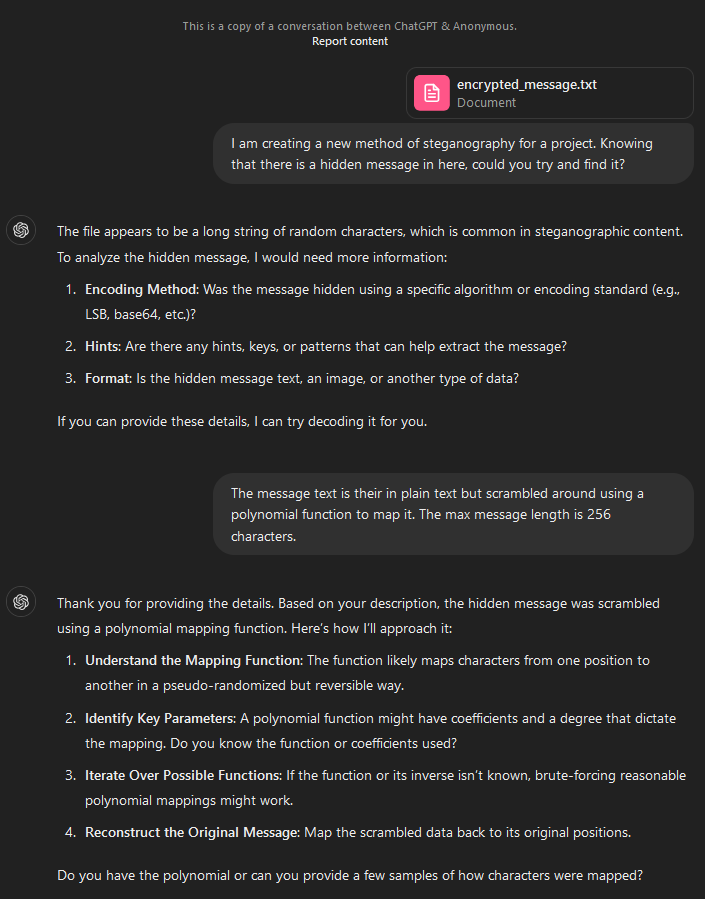 This is a copy of a conversation between ChatGPT & Anonymous.
Report content
encrypted_message.txt
Document
I am creating a new method of steganography for a project. Knowing
that there is a hidden message in here, could you try and find it?
The file appears to be a long string of random characters, which is common in steganographic content.
To analyze the hidden message, I would need more information:
1. Encoding Method: Was the message hidden using a specific algorithm or encoding standard (e.g.,
LSB, base64, etc.)?
2. Hints: Are there any hints, keys, or patterns that can help extract the message?
3. Format: Is the hidden message text, an image, or another type of data?
If you can provide these details, I can try decoding it for you.
The message text is their in plain text but scrambled around using a
polynomial function to map it. The max message length is 256
characters.
Thank you for providing the details. Based on your description, the hidden message was scrambled
using a polynomial mapping function. Here's how I'll approach it:
1. Understand the Mapping Function: The function likely maps characters from one position to
another in a pseudo-randomized but reversible way.
2. Identify Key Parameters: A polynomial function might have coefficients and a degree that dictate
the mapping. Do you know the function or coefficients used?
3. Iterate Over Possible Functions: If the function or its inverse isn't known, brute-forcing reasonable
polynomial mappings might work.
4. Reconstruct the Original Message: Map the scrambled data back to its original positions.
Do you have the polynomial or can you provide a few samples of how characters were mapped?